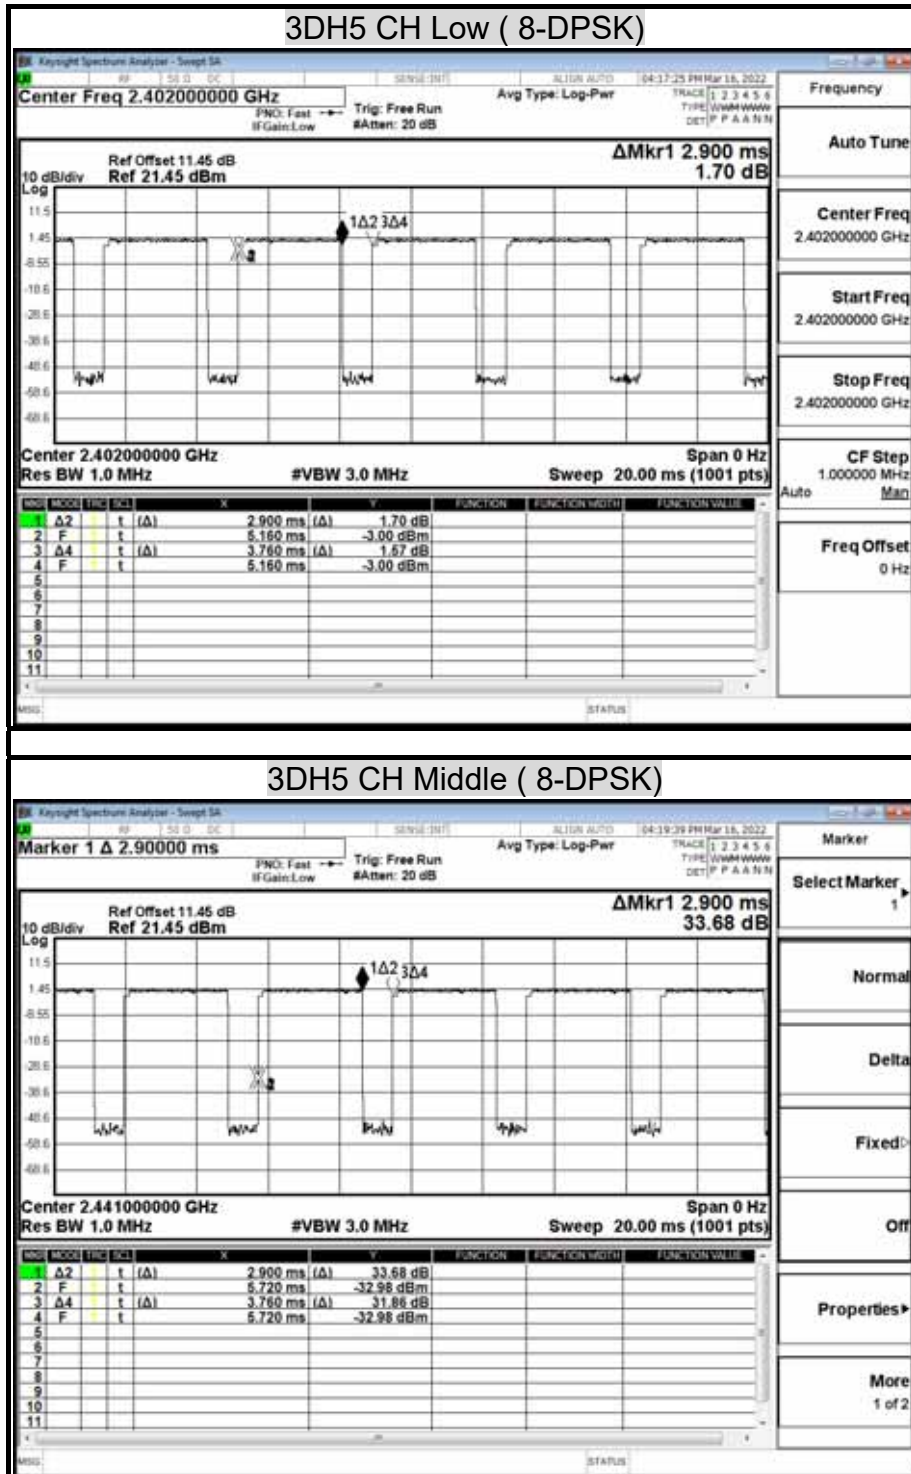 3DH5 CH Low ( 8-DPSK)
Keysight Spectrum Analyzer - Swept SA
RF 50 Ω DC SENSE:INT ALIGN AUTO 04:17:25 PM Mar 16, 2022
Center Freq 2.402000000 GHz
PNO: Fast
IFGain:Low
Trig: Free Run
#Atten: 20 dB
Avg Type: Log-Pwr
TRACE 1 2 3 4 5 6
TYPE WWMWWWW
DET P P A A N N
Frequency
Auto Tune
Center Freq
2.402000000 GHz
Start Freq
2.402000000 GHz
Stop Freq
2.402000000 GHz
CF Step
1.000000 MHz
Auto Man
Freq Offset
0 Hz
ΔMkr1 2.900 ms
1.70 dB
Ref Offset 11.45 dB
10 dB/div Ref 21.45 dBm
Log
11.5
1.45
-8.55
-18.6
-28.6
-38.6
-48.6
-58.6
-68.6
1Δ2 3Δ4
Center 2.402000000 GHz Span 0 Hz
Res BW 1.0 MHz #VBW 3.0 MHz Sweep 20.00 ms (1001 pts)
MKR MODE TRC SCL X Y FUNCTION FUNCTION WIDTH FUNCTION VALUE
1 Δ2 t (Δ) 2.900 ms (Δ) 1.70 dB
2 F t 5.160 ms -3.00 dBm
3 Δ4 t (Δ) 3.760 ms (Δ) 1.57 dB
4 F t 5.160 ms -3.00 dBm
5
6
7
8
9
10
11
MSG STATUS
3DH5 CH Middle ( 8-DPSK)
Keysight Spectrum Analyzer - Swept SA
RF 50 Ω DC SENSE:INT ALIGN AUTO 04:19:39 PM Mar 16, 2022
Marker 1 Δ 2.90000 ms
PNO: Fast
IFGain:Low
Trig: Free Run
#Atten: 20 dB
Avg Type: Log-Pwr
TRACE 1 2 3 4 5 6
TYPE WWMWWWW
DET P P A A N N
Marker
Select Marker
1
Normal
Delta
Fixed
Off
Properties
More
1 of 2
ΔMkr1 2.900 ms
33.68 dB
Ref Offset 11.45 dB
10 dB/div Ref 21.45 dBm
Log
11.5
1.45
-8.55
-18.6
-28.6
-38.6
-48.6
-58.6
-68.6
1Δ2 3Δ4
Center 2.441000000 GHz Span 0 Hz
Res BW 1.0 MHz #VBW 3.0 MHz Sweep 20.00 ms (1001 pts)
MKR MODE TRC SCL X Y FUNCTION FUNCTION WIDTH FUNCTION VALUE
1 Δ2 t (Δ) 2.900 ms (Δ) 33.68 dB
2 F t 5.720 ms -32.98 dBm
3 Δ4 t (Δ) 3.760 ms (Δ) 31.86 dB
4 F t 5.720 ms -32.98 dBm
5
6
7
8
9
10
11
MSG STATUS